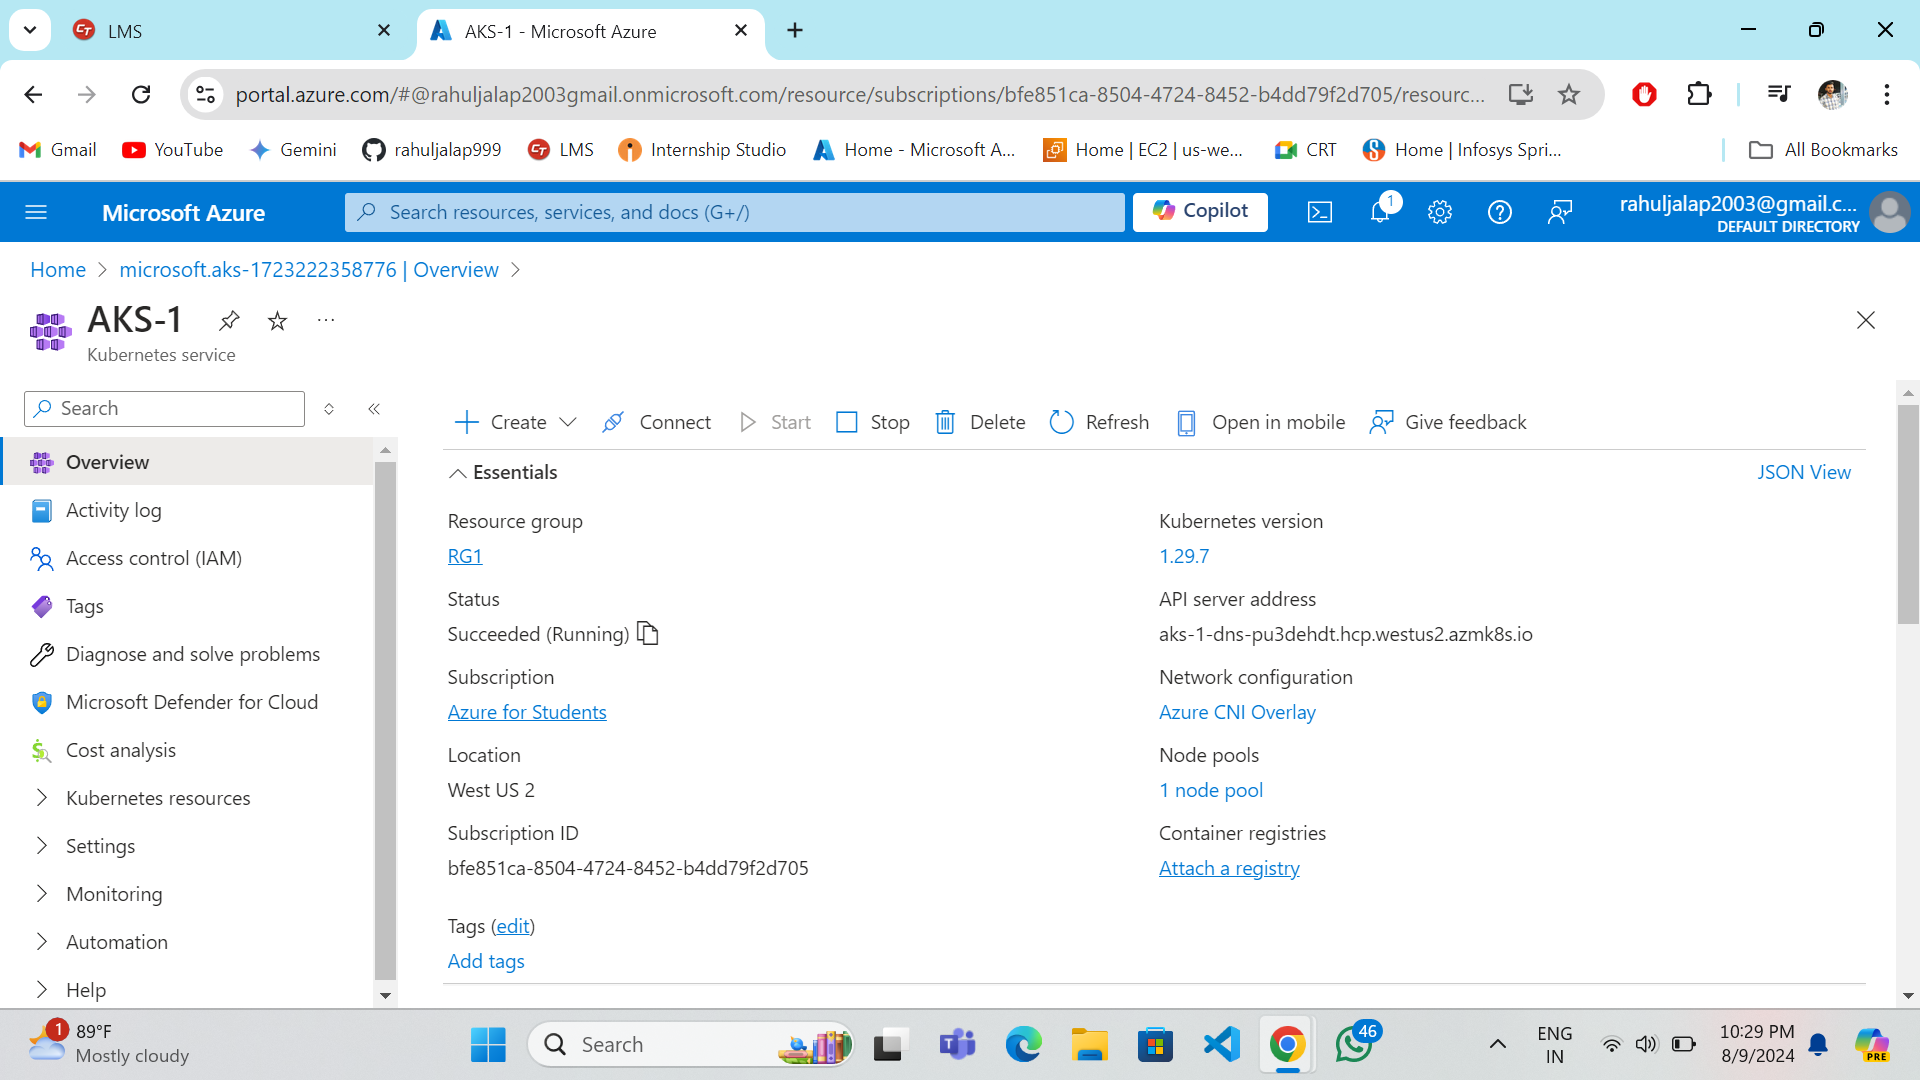 LMS
AKS-1 - Microsoft Azure
portal.azure.com/#@rahuljalap2003gmail.onmicrosoft.com/resource/subscriptions/bfe851ca-8504-4724-8452-b4dd79f2d705/resourc...
Gmail YouTube Gemini rahuljalap999 LMS Internship Studio Home - Microsoft A... Home | EC2 | us-we... CRT Home | Infosys Spri... All Bookmarks
Microsoft Azure
Search resources, services, and docs (G+/)
Copilot
1
rahuljalap2003@gmail.c...
DEFAULT DIRECTORY
Home > microsoft.aks-1723222358776 | Overview >
AKS-1
Kubernetes service
Search
Overview
Activity log
Access control (IAM)
Tags
Diagnose and solve problems
Microsoft Defender for Cloud
Cost analysis
Kubernetes resources
Settings
Monitoring
Automation
Help
Create Connect Start Stop Delete Refresh Open in mobile Give feedback
Essentials
JSON View
Resource group
RG1
Status
Succeeded (Running)
Subscription
Azure for Students
Location
West US 2
Subscription ID
bfe851ca-8504-4724-8452-b4dd79f2d705
Tags (edit)
Add tags
Kubernetes version
1.29.7
API server address
aks-1-dns-pu3dehdt.hcp.westus2.azmk8s.io
Network configuration
Azure CNI Overlay
Node pools
1 node pool
Container registries
Attach a registry
1
89°F
Mostly cloudy
Search
46
ENG
IN
10:29 PM
8/9/2024
PRE